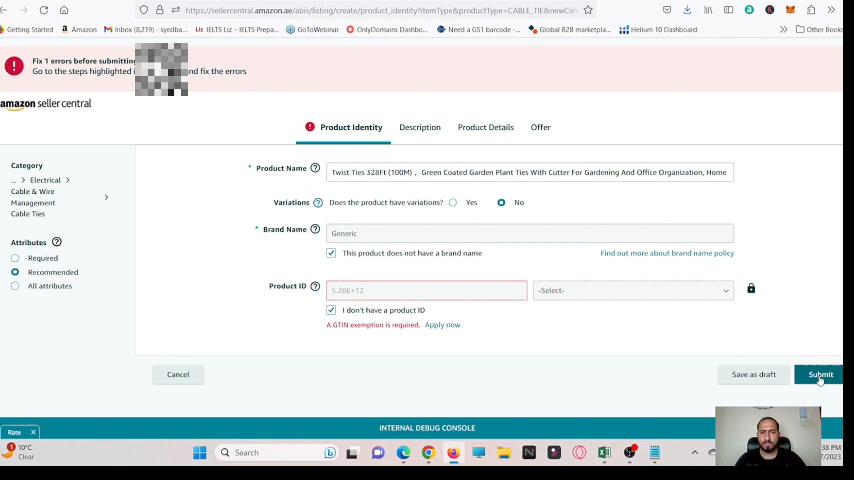 https://sellercentral.amazon.ae/abis/listing/create/product_identity?itemType&productType=CABLE_TIE&newCate
Getting Started
Amazon
Inbox (8,219) - syedba...
IELTS Liz – IELTS Prepa...
GoToWebinar
OnlyDomains Dashbo...
Need a GS1 barcode -...
Global B2B marketpla...
Helium 10 Dashboard
Other Book
Fix 1 errors before submitting
Go to the steps highlighted i
nd fix the errors
amazon seller central
Product Identity
Description
Product Details
Offer
Category
... > Electrical >
Cable & Wire
Management
Cable Ties
Attributes
Required
Recommended
All attributes
* Product Name
Twist Ties 328Ft (100M) , Green Coated Garden Plant Ties With Cutter For Gardening And Office Organization, Home
Variations
Does the product have variations?
Yes
No
* Brand Name
Generic
This product does not have a brand name
Find out more about brand name policy
Product ID
5.28E+12
-Select-
I don't have a product ID
A GTIN exemption is required. Apply now
Cancel
Save as draft
Submit
INTERNAL DEBUG CONSOLE
Rate X
10°C
Clear
Search
:38 PM